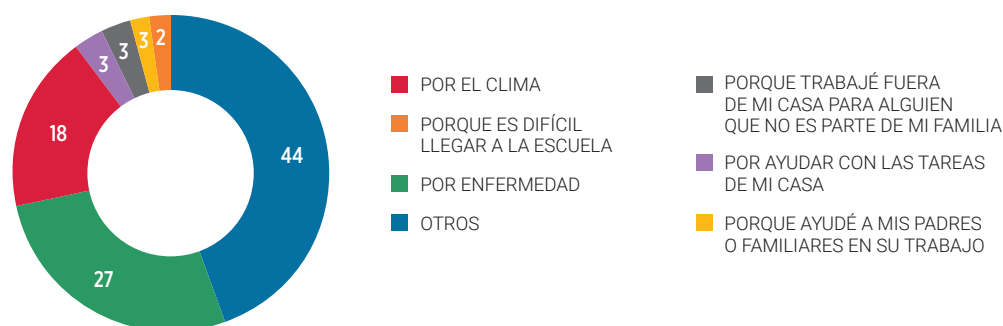 3
3
3
2
18
44
27
POR EL CLIMA
PORQUE ES DIFÍCIL
LLEGAR A LA ESCUELA
POR ENFERMEDAD
OTROS
PORQUE TRABAJÉ FUERA
DE MI CASA PARA ALGUIEN
QUE NO ES PARTE DE MI FAMILIA
POR AYUDAR CON LAS TAREAS
DE MI CASA
PORQUE AYUDÉ A MIS PADRES
O FAMILIARES EN SU TRABAJO